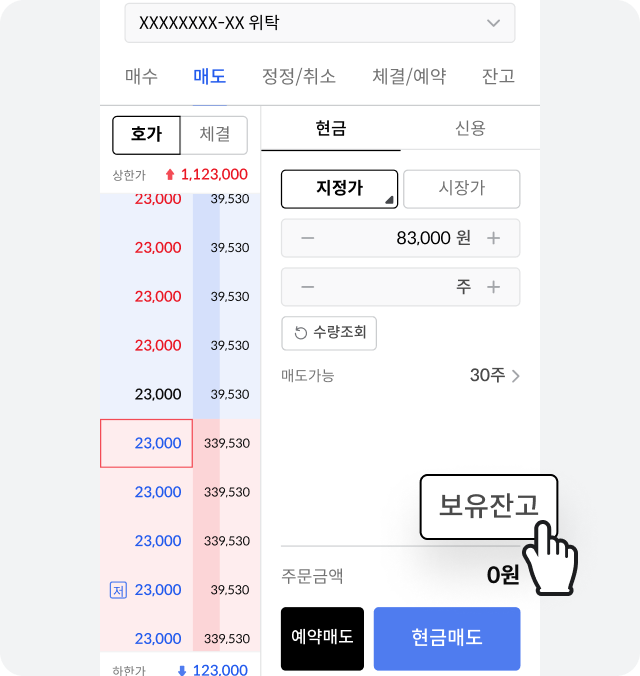 XXXXXXXX-XX 위탁
매수 매도 정정/취소 체결/예약 잔고
호가 체결
상한가 1,123,000
23,000 39,530
23,000 39,530
23,000 39,530
23,000 39,530
23,000 39,530
23,000 339,530
23,000 339,530
23,000 339,530
저 23,000 39,530
23,000 339,530
하한가 123,000
현금 신용
지정가 시장가
83,000 원
주
수량조회
매도가능 30주
보유잔고
주문금액 0원
예약매도 현금매도